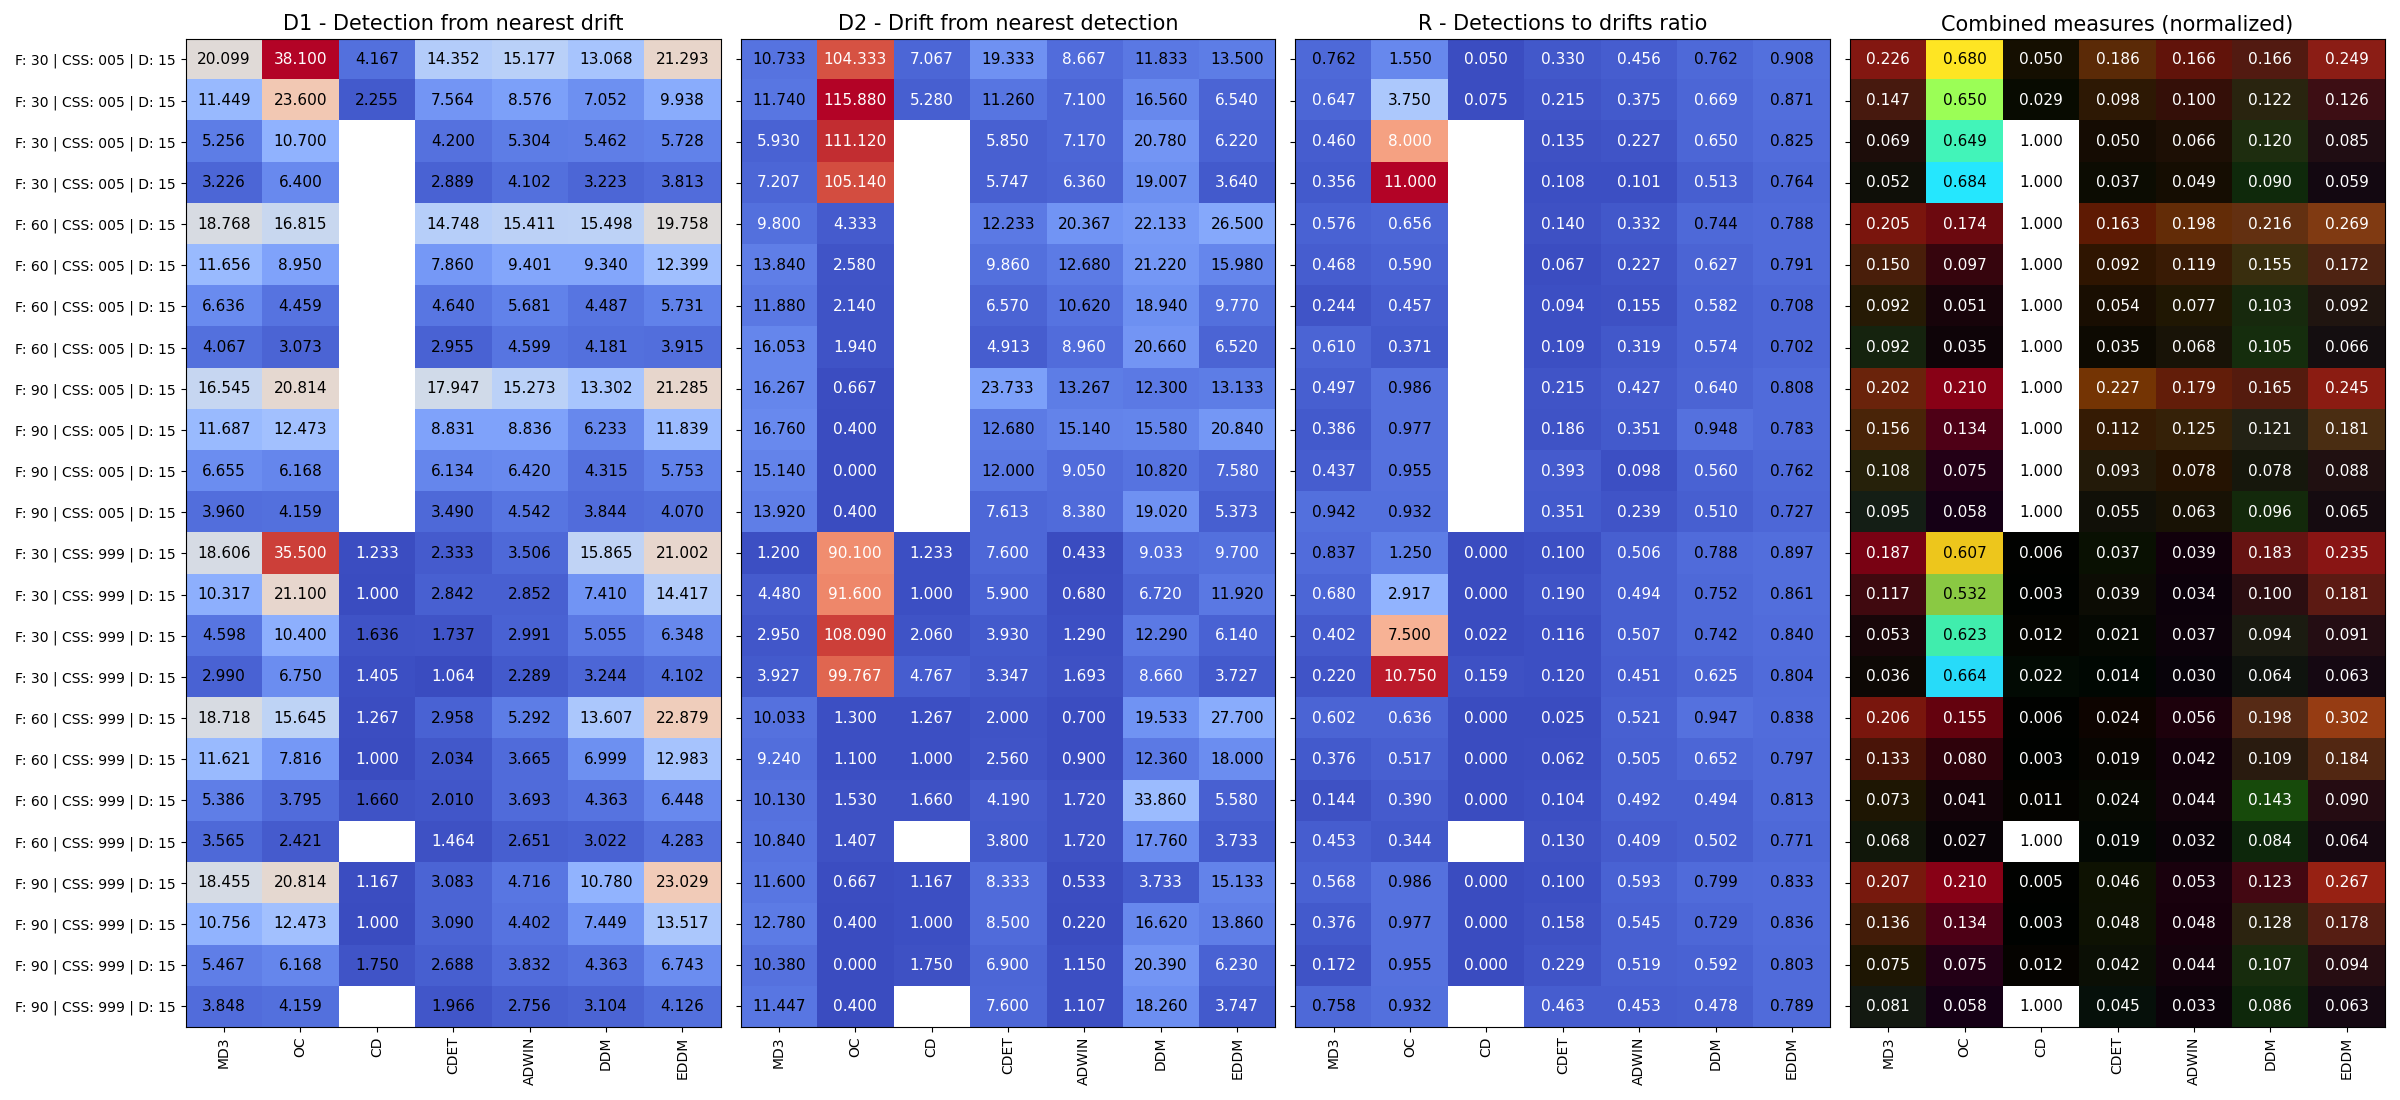 D1 - Detection from nearest drift D2 - Drift from nearest detection R - Detections to drifts ratio Combined measures (normalized)
F: 30 | CSS: 005 | D: 15 20.099 38.100 4.167 14.352 15.177 13.068 21.293 10.733 104.333 7.067 19.333 8.667 11.833 13.500 0.762 1.550 0.050 0.330 0.456 0.762 0.908 0.226 0.680 0.050 0.186 0.166 0.166 0.249
F: 30 | CSS: 005 | D: 15 11.449 23.600 2.255 7.564 8.576 7.052 9.938 11.740 115.880 5.280 11.260 7.100 16.560 6.540 0.647 3.750 0.075 0.215 0.375 0.669 0.871 0.147 0.650 0.029 0.098 0.100 0.122 0.126
F: 30 | CSS: 005 | D: 15 5.256 10.700 4.200 5.304 5.462 5.728 5.930 111.120 5.850 7.170 20.780 6.220 0.460 8.000 0.135 0.227 0.650 0.825 0.069 0.649 1.000 0.050 0.066 0.120 0.085
F: 30 | CSS: 005 | D: 15 3.226 6.400 2.889 4.102 3.223 3.813 7.207 105.140 5.747 6.360 19.007 3.640 0.356 11.000 0.108 0.101 0.513 0.764 0.052 0.684 1.000 0.037 0.049 0.090 0.059
F: 60 | CSS: 005 | D: 15 18.768 16.815 14.748 15.411 15.498 19.758 9.800 4.333 12.233 20.367 22.133 26.500 0.576 0.656 0.140 0.332 0.744 0.788 0.205 0.174 1.000 0.163 0.198 0.216 0.269
F: 60 | CSS: 005 | D: 15 11.656 8.950 7.860 9.401 9.340 12.399 13.840 2.580 9.860 12.680 21.220 15.980 0.468 0.590 0.067 0.227 0.627 0.791 0.150 0.097 1.000 0.092 0.119 0.155 0.172
F: 60 | CSS: 005 | D: 15 6.636 4.459 4.640 5.681 4.487 5.731 11.880 2.140 6.570 10.620 18.940 9.770 0.244 0.457 0.094 0.155 0.582 0.708 0.092 0.051 1.000 0.054 0.077 0.103 0.092
F: 60 | CSS: 005 | D: 15 4.067 3.073 2.955 4.599 4.181 3.915 16.053 1.940 4.913 8.960 20.660 6.520 0.610 0.371 0.109 0.319 0.574 0.702 0.092 0.035 1.000 0.035 0.068 0.105 0.066
F: 90 | CSS: 005 | D: 15 16.545 20.814 17.947 15.273 13.302 21.285 16.267 0.667 23.733 13.267 12.300 13.133 0.497 0.986 0.215 0.427 0.640 0.808 0.202 0.210 1.000 0.227 0.179 0.165 0.245
F: 90 | CSS: 005 | D: 15 11.687 12.473 8.831 8.836 6.233 11.839 16.760 0.400 12.680 15.140 15.580 20.840 0.386 0.977 0.186 0.351 0.948 0.783 0.156 0.134 1.000 0.112 0.125 0.121 0.181
F: 90 | CSS: 005 | D: 15 6.655 6.168 6.134 6.420 4.315 5.753 15.140 0.000 12.000 9.050 10.820 7.580 0.437 0.955 0.393 0.098 0.560 0.762 0.108 0.075 1.000 0.093 0.078 0.078 0.088
F: 90 | CSS: 005 | D: 15 3.960 4.159 3.490 4.542 3.844 4.070 13.920 0.400 7.613 8.380 19.020 5.373 0.942 0.932 0.351 0.239 0.510 0.727 0.095 0.058 1.000 0.055 0.063 0.096 0.065
F: 30 | CSS: 999 | D: 15 18.606 35.500 1.233 2.333 3.506 15.865 21.002 1.200 90.100 1.233 7.600 0.433 9.033 9.700 0.837 1.250 0.000 0.100 0.506 0.788 0.897 0.187 0.607 0.006 0.037 0.039 0.183 0.235
F: 30 | CSS: 999 | D: 15 10.317 21.100 1.000 2.842 2.852 7.410 14.417 4.480 91.600 1.000 5.900 0.680 6.720 11.920 0.680 2.917 0.000 0.190 0.494 0.752 0.861 0.117 0.532 0.003 0.039 0.034 0.100 0.181
F: 30 | CSS: 999 | D: 15 4.598 10.400 1.636 1.737 2.991 5.055 6.348 2.950 108.090 2.060 3.930 1.290 12.290 6.140 0.402 7.500 0.022 0.116 0.507 0.742 0.840 0.053 0.623 0.012 0.021 0.037 0.094 0.091
F: 30 | CSS: 999 | D: 15 2.990 6.750 1.405 1.064 2.289 3.244 4.102 3.927 99.767 4.767 3.347 1.693 8.660 3.727 0.220 10.750 0.159 0.120 0.451 0.625 0.804 0.036 0.664 0.022 0.014 0.030 0.064 0.063
F: 60 | CSS: 999 | D: 15 18.718 15.645 1.267 2.958 5.292 13.607 22.879 10.033 1.300 1.267 2.000 0.700 19.533 27.700 0.602 0.636 0.000 0.025 0.521 0.947 0.838 0.206 0.155 0.006 0.024 0.056 0.198 0.302
F: 60 | CSS: 999 | D: 15 11.621 7.816 1.000 2.034 3.665 6.999 12.983 9.240 1.100 1.000 2.560 0.900 12.360 18.000 0.376 0.517 0.000 0.062 0.505 0.652 0.797 0.133 0.080 0.003 0.019 0.042 0.109 0.184
F: 60 | CSS: 999 | D: 15 5.386 3.795 1.660 2.010 3.693 4.363 6.448 10.130 1.530 1.660 4.190 1.720 33.860 5.580 0.144 0.390 0.000 0.104 0.492 0.494 0.813 0.073 0.041 0.011 0.024 0.044 0.143 0.090
F: 60 | CSS: 999 | D: 15 3.565 2.421 1.464 2.651 3.022 4.283 10.840 1.407 3.800 1.720 17.760 3.733 0.453 0.344 0.130 0.409 0.502 0.771 0.068 0.027 1.000 0.019 0.032 0.084 0.064
F: 90 | CSS: 999 | D: 15 18.455 20.814 1.167 3.083 4.716 10.780 23.029 11.600 0.667 1.167 8.333 0.533 3.733 15.133 0.568 0.986 0.000 0.100 0.593 0.799 0.833 0.207 0.210 0.005 0.046 0.053 0.123 0.267
F: 90 | CSS: 999 | D: 15 10.756 12.473 1.000 3.090 4.402 7.449 13.517 12.780 0.400 1.000 8.500 0.220 16.620 13.860 0.376 0.977 0.000 0.158 0.545 0.729 0.836 0.136 0.134 0.003 0.048 0.048 0.128 0.178
F: 90 | CSS: 999 | D: 15 5.467 6.168 1.750 2.688 3.832 4.363 6.743 10.380 0.000 1.750 6.900 1.150 20.390 6.230 0.172 0.955 0.000 0.229 0.519 0.592 0.803 0.075 0.075 0.012 0.042 0.044 0.107 0.094
F: 90 | CSS: 999 | D: 15 3.848 4.159 1.966 2.756 3.104 4.126 11.447 0.400 7.600 1.107 18.260 3.747 0.758 0.932 0.463 0.453 0.478 0.789 0.081 0.058 1.000 0.045 0.033 0.086 0.063
MD3 OC CD CDET ADWIN DDM EDDM MD3 OC CD CDET ADWIN DDM EDDM MD3 OC CD CDET ADWIN DDM EDDM MD3 OC CD CDET ADWIN DDM EDDM